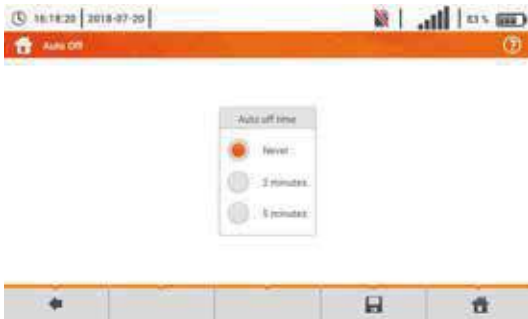 16:18:20 2018-07-20 83 %
Auto Off
Auto off time
Never
2 minutes
5 minutes